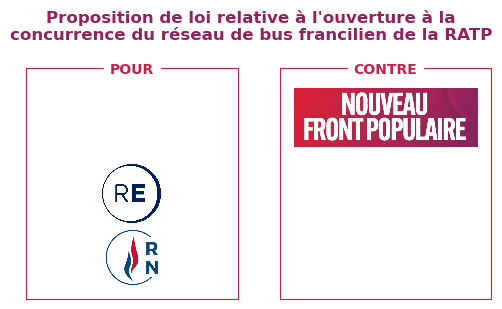 Proposition de loi relative à l'ouverture à la
concurrence du réseau de bus francilien de la RATP
POUR
RE
RN
CONTRE
NOUVEAU
FRONT POPULAIRE